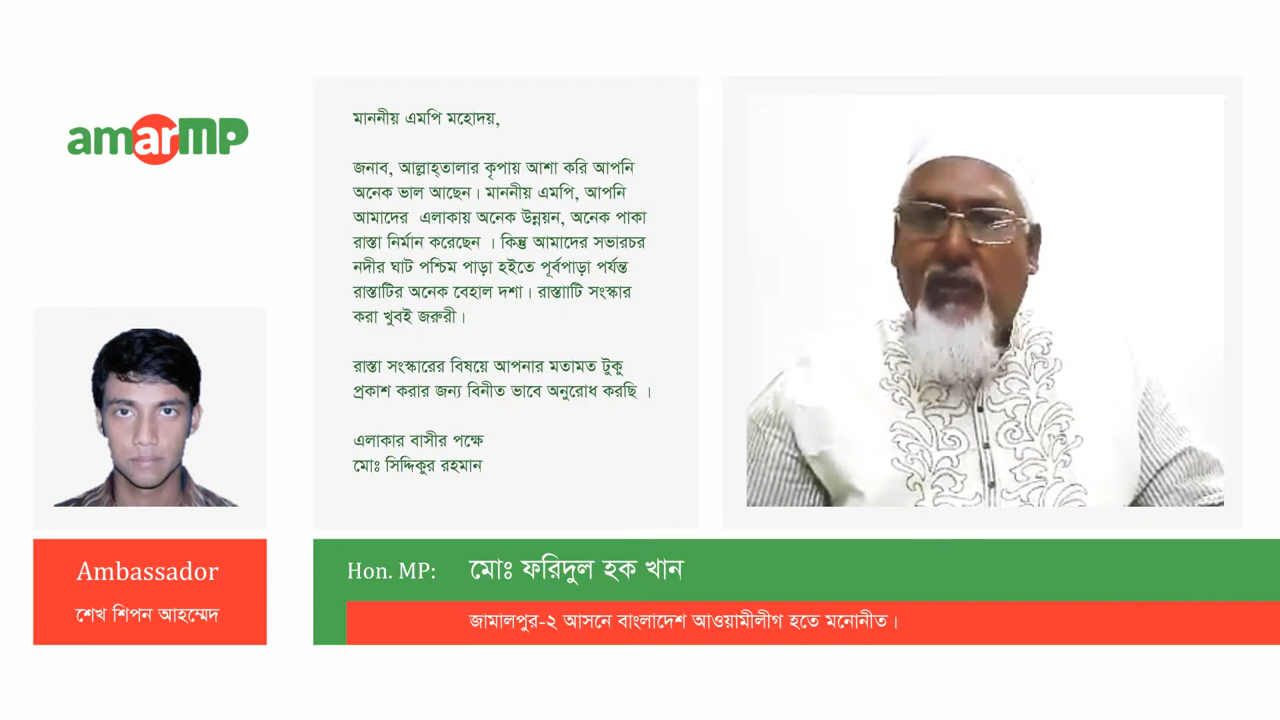 amarMP
মাননীয় এমপি মহোদয়,
জনাব, আল্লাহ্‌তালার কৃপায় আশা করি আপনি
অনেক ভাল আছেন। মাননীয় এমপি, আপনি
আমাদের এলাকায় অনেক উন্নয়ন, অনেক পাকা
রাস্তা নির্মান করেছেন । কিন্তু আমাদের সভারচর
নদীর ঘাট পশ্চিম পাড়া হইতে পূর্বপাড়া পর্যন্ত
রাস্তাটির অনেক বেহাল দশা। রাস্তাাটি সংস্কার
করা খুবই জরুরী।
রাস্তা সংস্কারের বিষয়ে আপনার মতামত টুকু
প্রকাশ করার জন্য বিনীত ভাবে অনুরোধ করছি ।
এলাকার বাসীর পক্ষে
মোঃ সিদ্দিকুর রহমান
Ambassador
শেখ শিপন আহম্মেদ
Hon. MP: মোঃ ফরিদুল হক খান
জামালপুর-২ আসনে বাংলাদেশ আওয়ামীলীগ হতে মনোনীত।